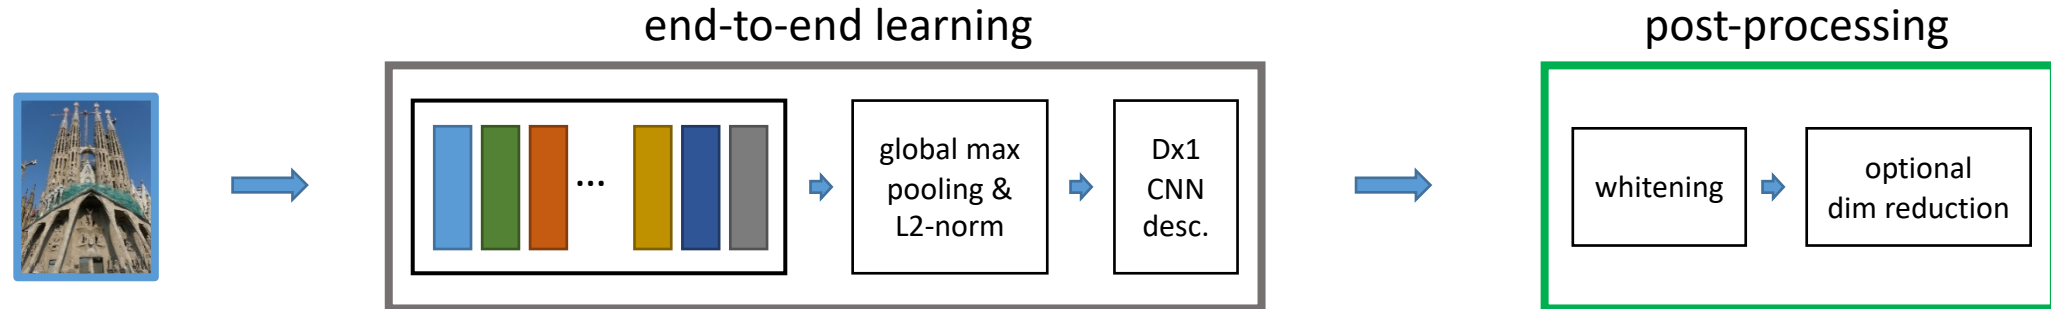 end-to-end learning
post-processing
...
global max
pooling &
L2-norm
Dx1
CNN
desc.
whitening
optional
dim reduction